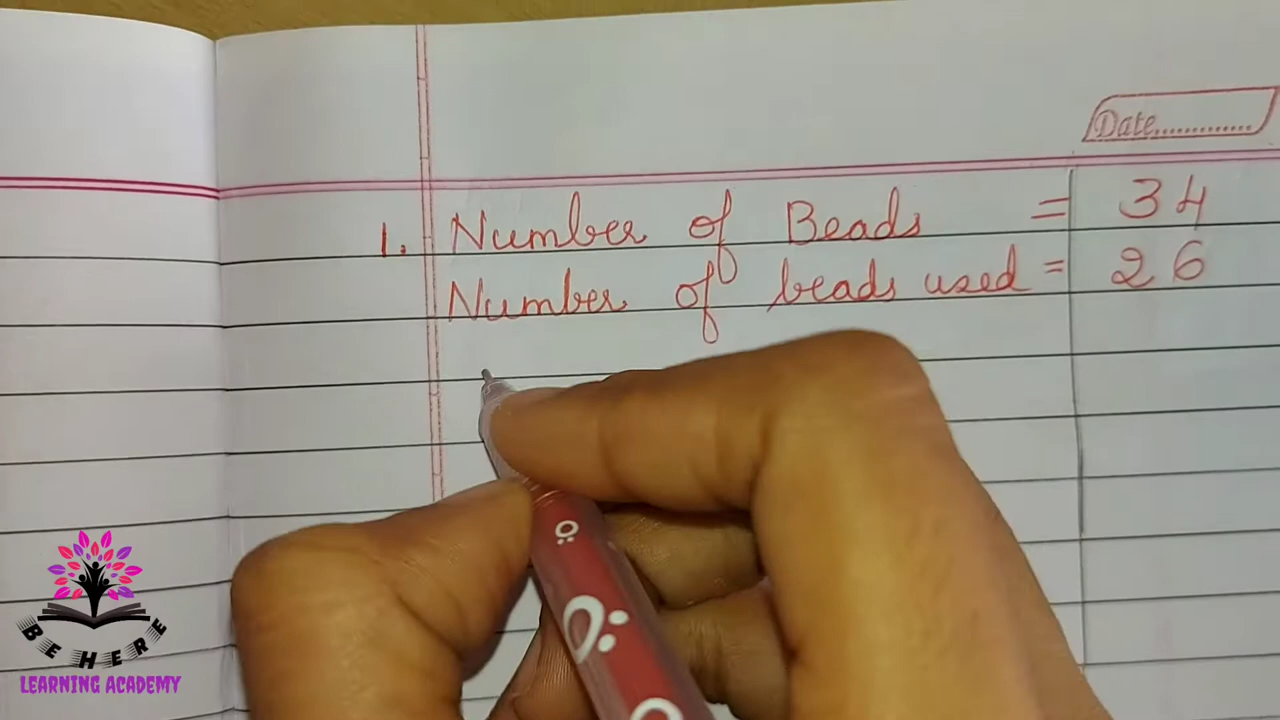 Date..............
1. Number of Beads = 34
Number of beads used = 26
BE HERE
LEARNING ACADEMY